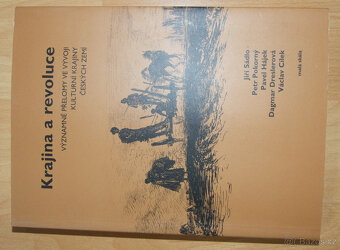 Krajina a revoluce
VÝZNAMNÉ PŘELOMY VE VÝVOJI
KULTURNÍ KRAJINY
ČESKÝCH ZEMÍ
Jiří Sádlo
Petr Pokorný
Pavel Hájek
Dagmar Dreslerová
Václav Cílek
malá skála